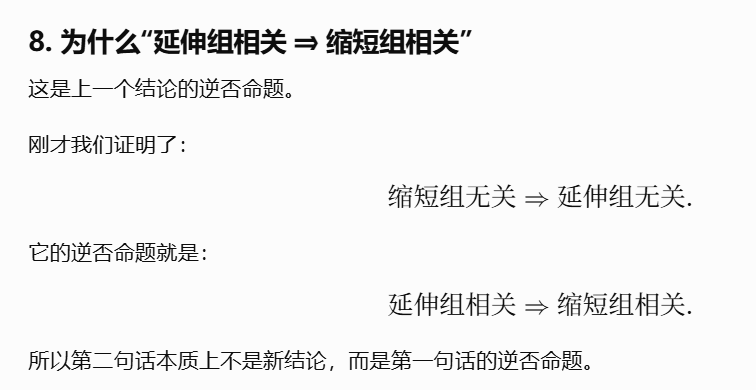 8. 为什么“延伸组相关 ⇒ 缩短组相关”
这是上一个结论的逆否命题。
刚才我们证明了：
缩短组无关 ⇒ 延伸组无关.
它的逆否命题就是：
延伸组相关 ⇒ 缩短组相关.
所以第二句话本质上不是新结论，而是第一句话的逆否命题。